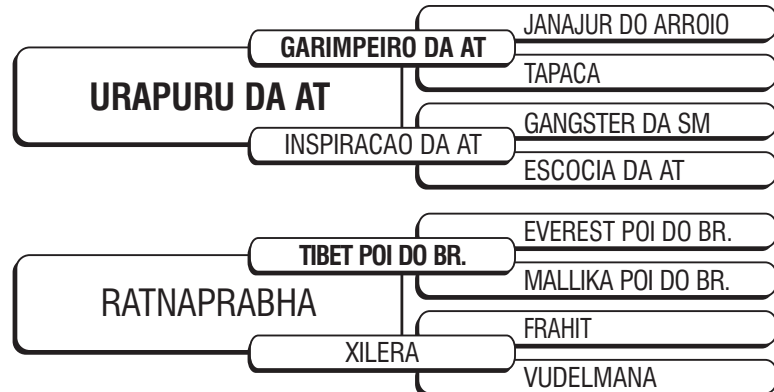 JANAJUR DO ARROIO
GARIMPEIRO DA AT
TAPACA
URAPURU DA AT
GANGSTER DA SM
INSPIRACAO DA AT
ESCOCIA DA AT
EVEREST POI DO BR.
TIBET POI DO BR.
MALLIKA POI DO BR.
RATNAPRABHA
FRAHIT
XILERA
VUDELMANA